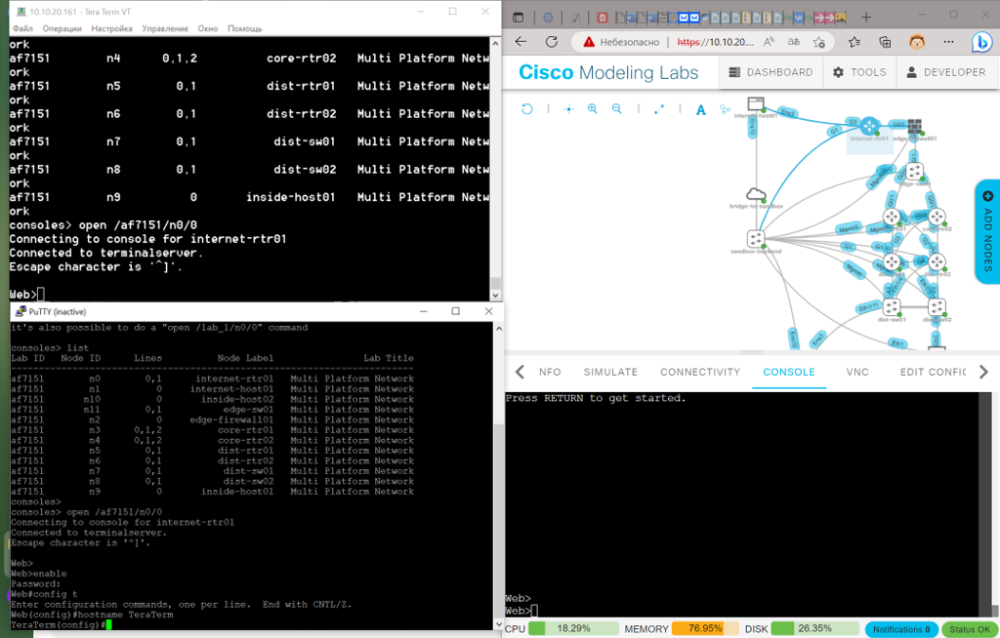 10.10.20.161 - Tera Term VT
Файл Операции Настройка Управление Окно Помощь
ork
af7151 n4 0,1,2 core-rtr02 Multi Platform Netw
ork
af7151 n5 0,1 dist-rtr01 Multi Platform Netw
ork
af7151 n6 0,1 dist-rtr02 Multi Platform Netw
ork
af7151 n7 0,1 dist-sw01 Multi Platform Netw
ork
af7151 n8 0,1 dist-sw02 Multi Platform Netw
ork
af7151 n9 0 inside-host01 Multi Platform Netw
ork
consoles> open /af7151/n0/0
Connecting to console for internet-rtr01
Connected to terminalserver.
Escape character is '^]'.
Web>
PuTTY (inactive)
it's also possible to do a "open /lab_1/n0/0" command
consoles> list
Lab ID Node ID Lines Node Label Lab Title
af7151 n0 0,1 internet-rtr01 Multi Platform Network
af7151 n1 0 internet-host01 Multi Platform Network
af7151 n10 0 inside-host02 Multi Platform Network
af7151 n11 0,1 edge-sw01 Multi Platform Network
af7151 n2 0 edge-firewall01 Multi Platform Network
af7151 n3 0,1,2 core-rtr01 Multi Platform Network
af7151 n4 0,1,2 core-rtr02 Multi Platform Network
af7151 n5 0,1 dist-rtr01 Multi Platform Network
af7151 n6 0,1 dist-rtr02 Multi Platform Network
af7151 n7 0,1 dist-sw01 Multi Platform Network
af7151 n8 0,1 dist-sw02 Multi Platform Network
af7151 n9 0 inside-host01 Multi Platform Network
consoles>
consoles> open /af7151/n0/0
Connecting to console for internet-rtr01
Connected to terminalserver.
Escape character is '^]'.
Web>
Web>enable
Password:
Web#config t
Enter configuration commands, one per line. End with CNTL/Z.
Web(config)#hostname TeraTerm
TeraTerm(config)#
Небезопасно https://10.10.20....
Cisco Modeling Labs
DASHBOARD TOOLS DEVELOPER
internet-rtr01
bridge-to-sandbox
sandbox-backend
dist-sw01
ADD NODES
NFO SIMULATE CONNECTIVITY CONSOLE VNC EDIT CONFIG
Press RETURN to get started.
Web>
Web>
CPU 18.29% MEMORY 76.95% DISK 26.35% Notifications 0 Status OK